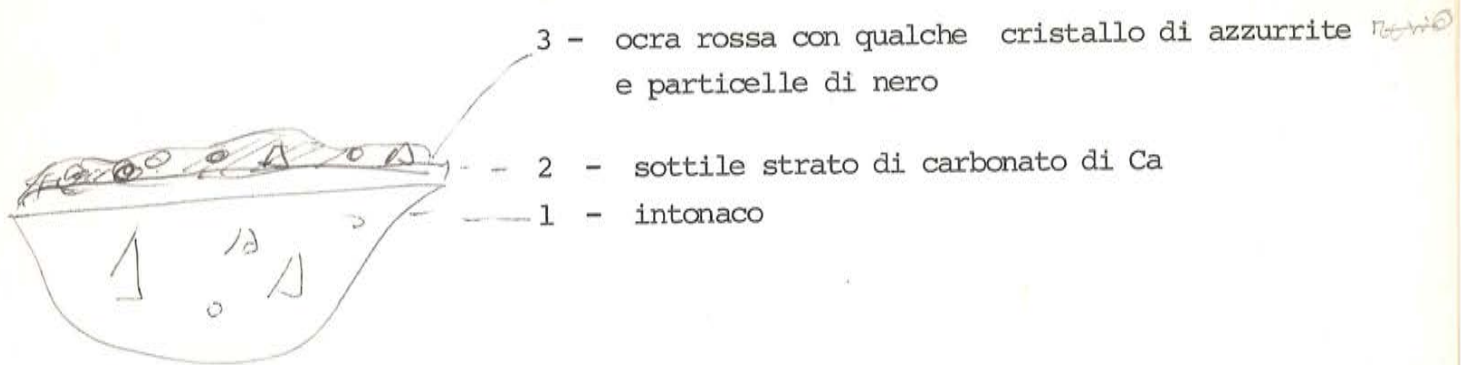 3 - ocra rossa con qualche cristallo di azzurrite
e particelle di nero
2 - sottile strato di carbonato di Ca
1 - intonaco